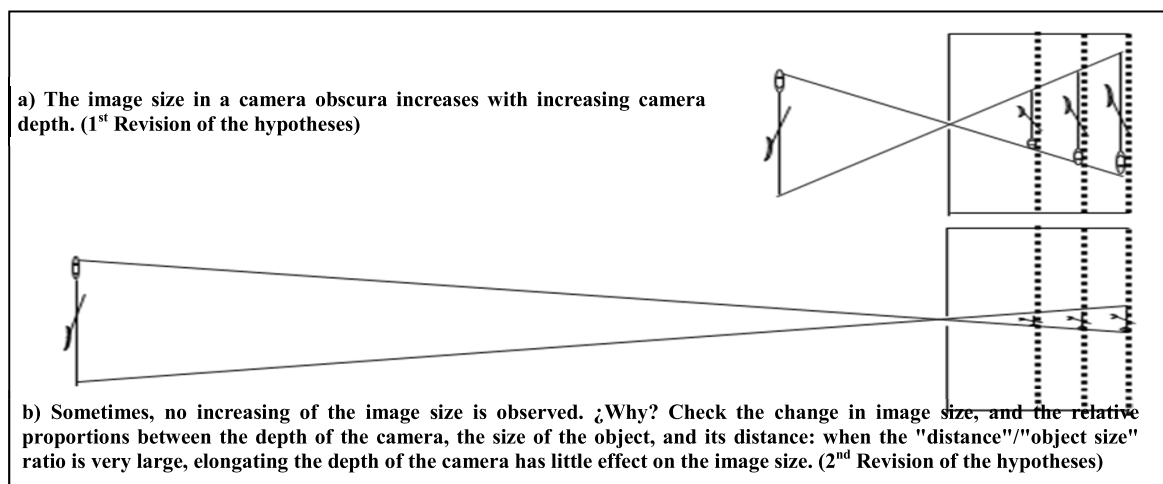 a) The image size in a camera obscura increases with increasing camera
depth. (1st Revision of the hypotheses)
b) Sometimes, no increasing of the image size is observed. ¿Why? Check the change in image size, and the relative
proportions between the depth of the camera, the size of the object, and its distance: when the "distance"/"object size"
ratio is very large, elongating the depth of the camera has little effect on the image size. (2nd Revision of the hypotheses)